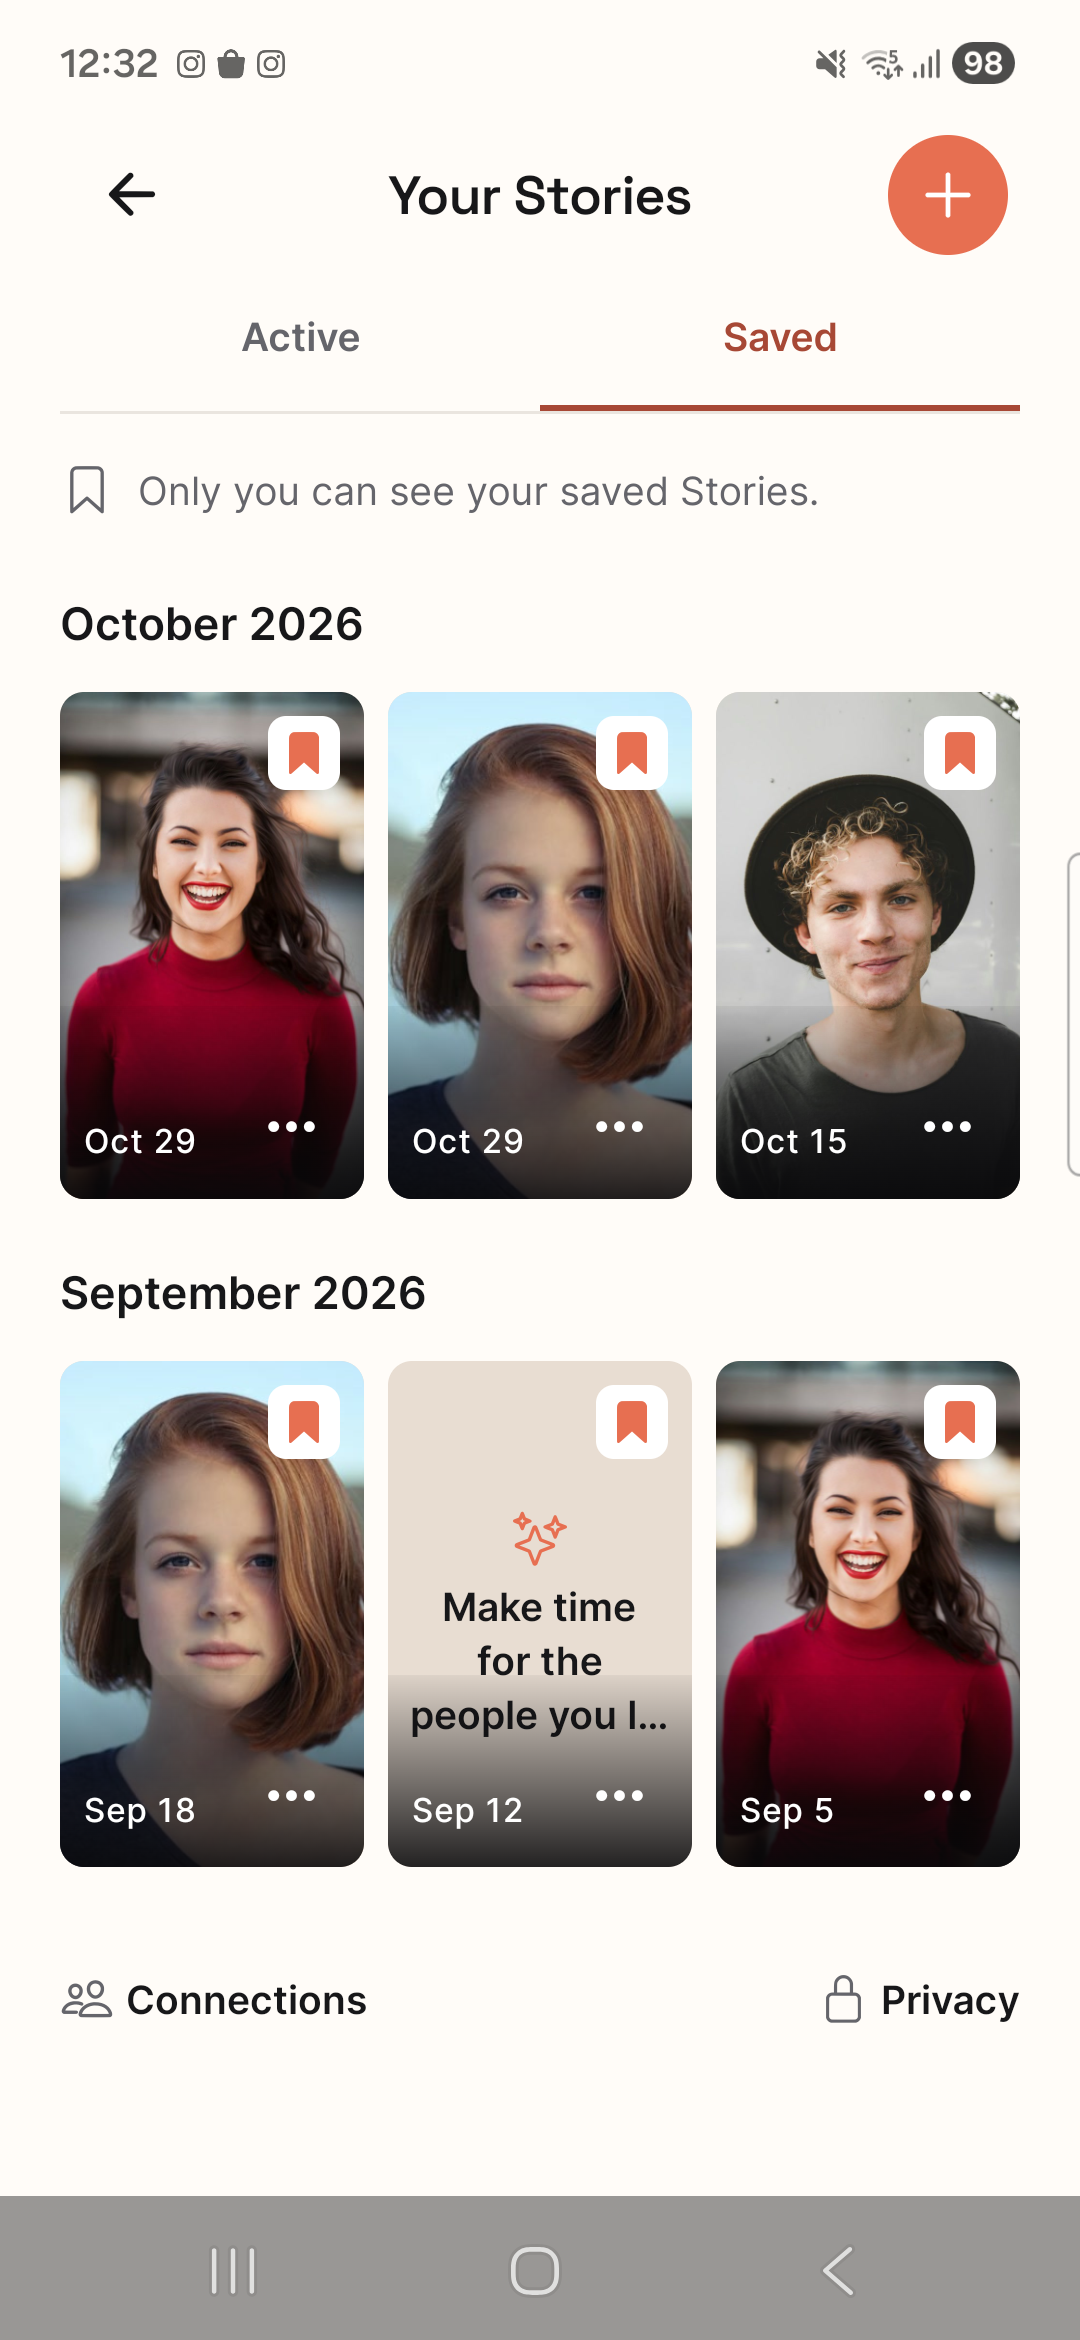 12:32
5
98
Your Stories
Active
Saved
Only you can see your saved Stories.
October 2026
Oct 29
Oct 29
Oct 15
September 2026
Make time
for the
people you l...
Sep 18
Sep 12
Sep 5
Connections
Privacy